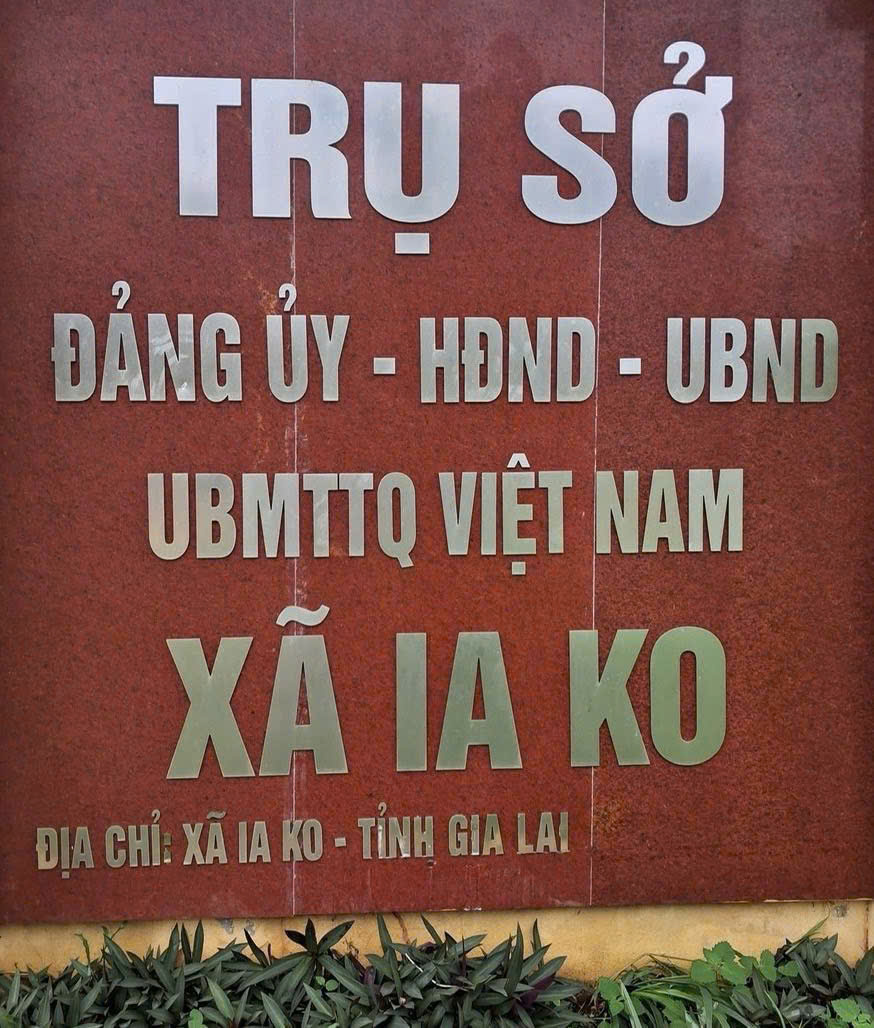 TRỤ SỞ
ĐẢNG ỦY - HĐND - UBND
UBMTTQ VIỆT NAM
XÃ IA KO
ĐỊA CHỈ: XÃ IA KO - TỈNH GIA LAI